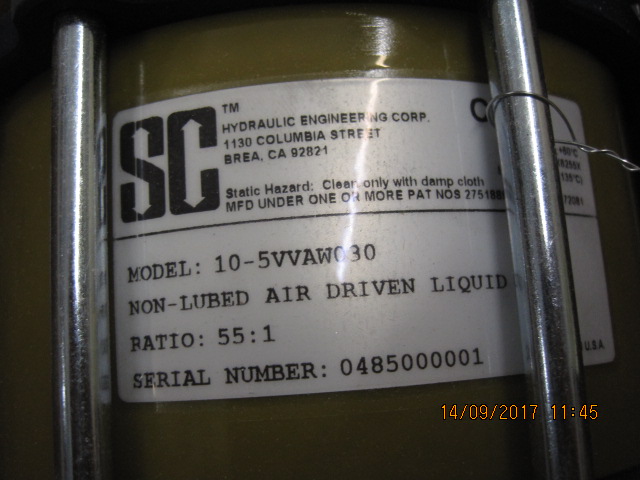 SC™
HYDRAULIC ENGINEERING CORP.
1130 COLUMBIA STREET
BREA, CA 92821
Static Hazard: Clean only with damp cloth
MFD UNDER ONE OR MORE PAT NOS
MODEL: 10-5VVAW030
NON-LUBED AIR DRIVEN LIQUID
RATIO: 55:1
SERIAL NUMBER: 0485000001
U.S.A
14/09/2017 11:45